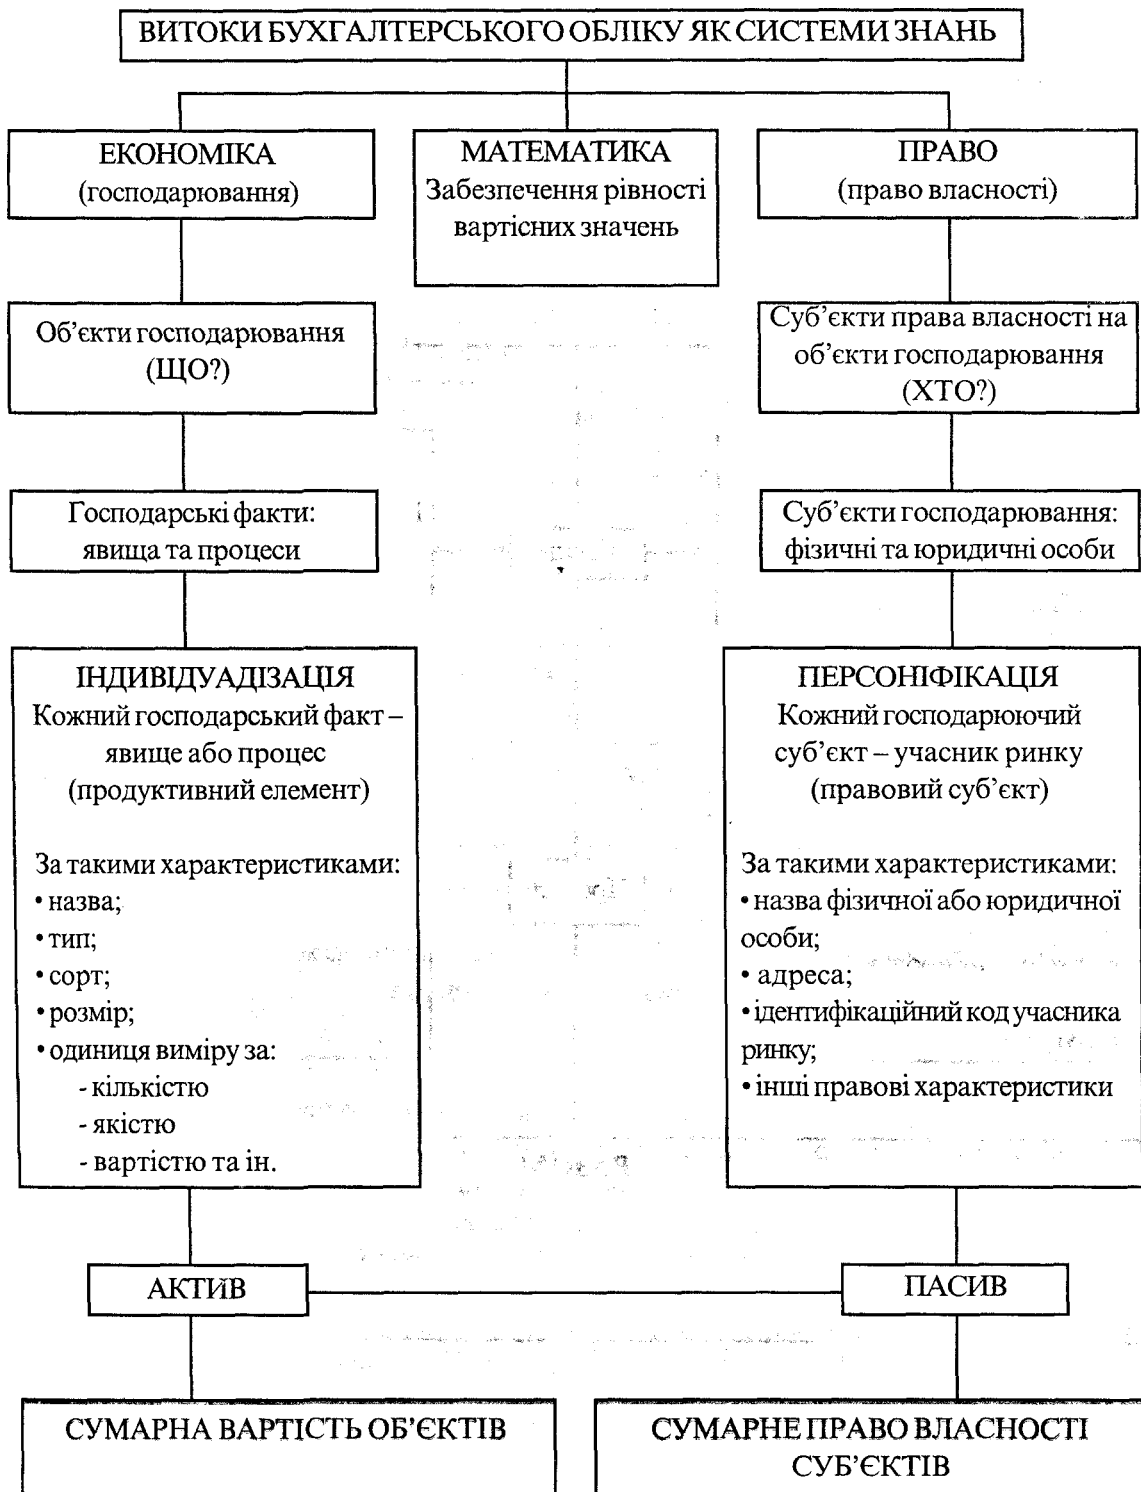 ВИТОКИ БУХГАЛТЕРСЬКОГО ОБЛІКУ ЯК СИСТЕМИ ЗНАНЬ
ЕКОНОМІКА
(господарювання)
МАТЕМАТИКА
Забезпечення рівності
вартісних значень
ПРАВО
(право власності)
Об’єкти господарювання
(ЩО?)
Суб’єкти права власності на
об’єкти господарювання
(ХТО?)
Господарські факти:
явища та процеси
Суб’єкти господарювання:
фізичні та юридичні особи
ІНДИВІДУАДІЗАЦІЯ
Кожний господарський факт –
явище або процес
(продуктивний елемент)
За такими характеристиками:
• назва;
• тип;
• сорт;
• розмір;
• одиниця виміру за:
- кількістю
- якістю
- вартістю та ін.
ПЕРСОНІФІКАЦІЯ
Кожний господарюючий
суб’єкт – учасник ринку
(правовий суб’єкт)
За такими характеристиками:
• назва фізичної або юридичної
особи;
• адреса;
• ідентифікаційний код учасника
ринку;
• інші правові характеристики
АКТИВ
ПАСИВ
СУМАРНА ВАРТІСТЬ ОБ’ЄКТІВ
СУМАРНЕ ПРАВО ВЛАСНОСТІ
СУБ’ЄКТІВ